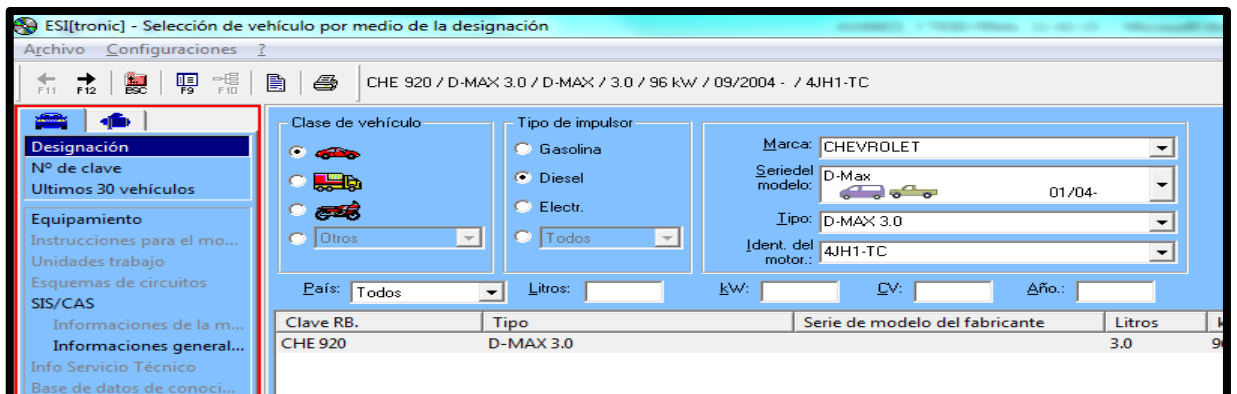 ESI[tronic] - Selección de vehículo por medio de la designación
Archivo Configuraciones ?
F11 F12 ESC F9 F10 CHE 920 / D-MAX 3.0 / D-MAX / 3.0 / 96 kW / 09/2004 - / 4JH1-TC
Designación
Nº de clave
Ultimos 30 vehículos
Equipamiento
Instrucciones para el mo...
Unidades trabajo
Esquemas de circuitos
SIS/CAS
Informaciones de la m...
Informaciones general...
Info Servicio Técnico
Base de datos de conoci...
Clase de vehículo
Otros
Tipo de impulsor
Gasolina
Diesel
Electr.
Todos
Marca: CHEVROLET
Seriedel modelo: D-Max 01/04-
Tipo: D-MAX 3.0
Ident. del motor.: 4JH1-TC
País: Todos Litros: kW: CV: Año.:
Clave RB. Tipo Serie de modelo del fabricante Litros
CHE 920 D-MAX 3.0 3.0